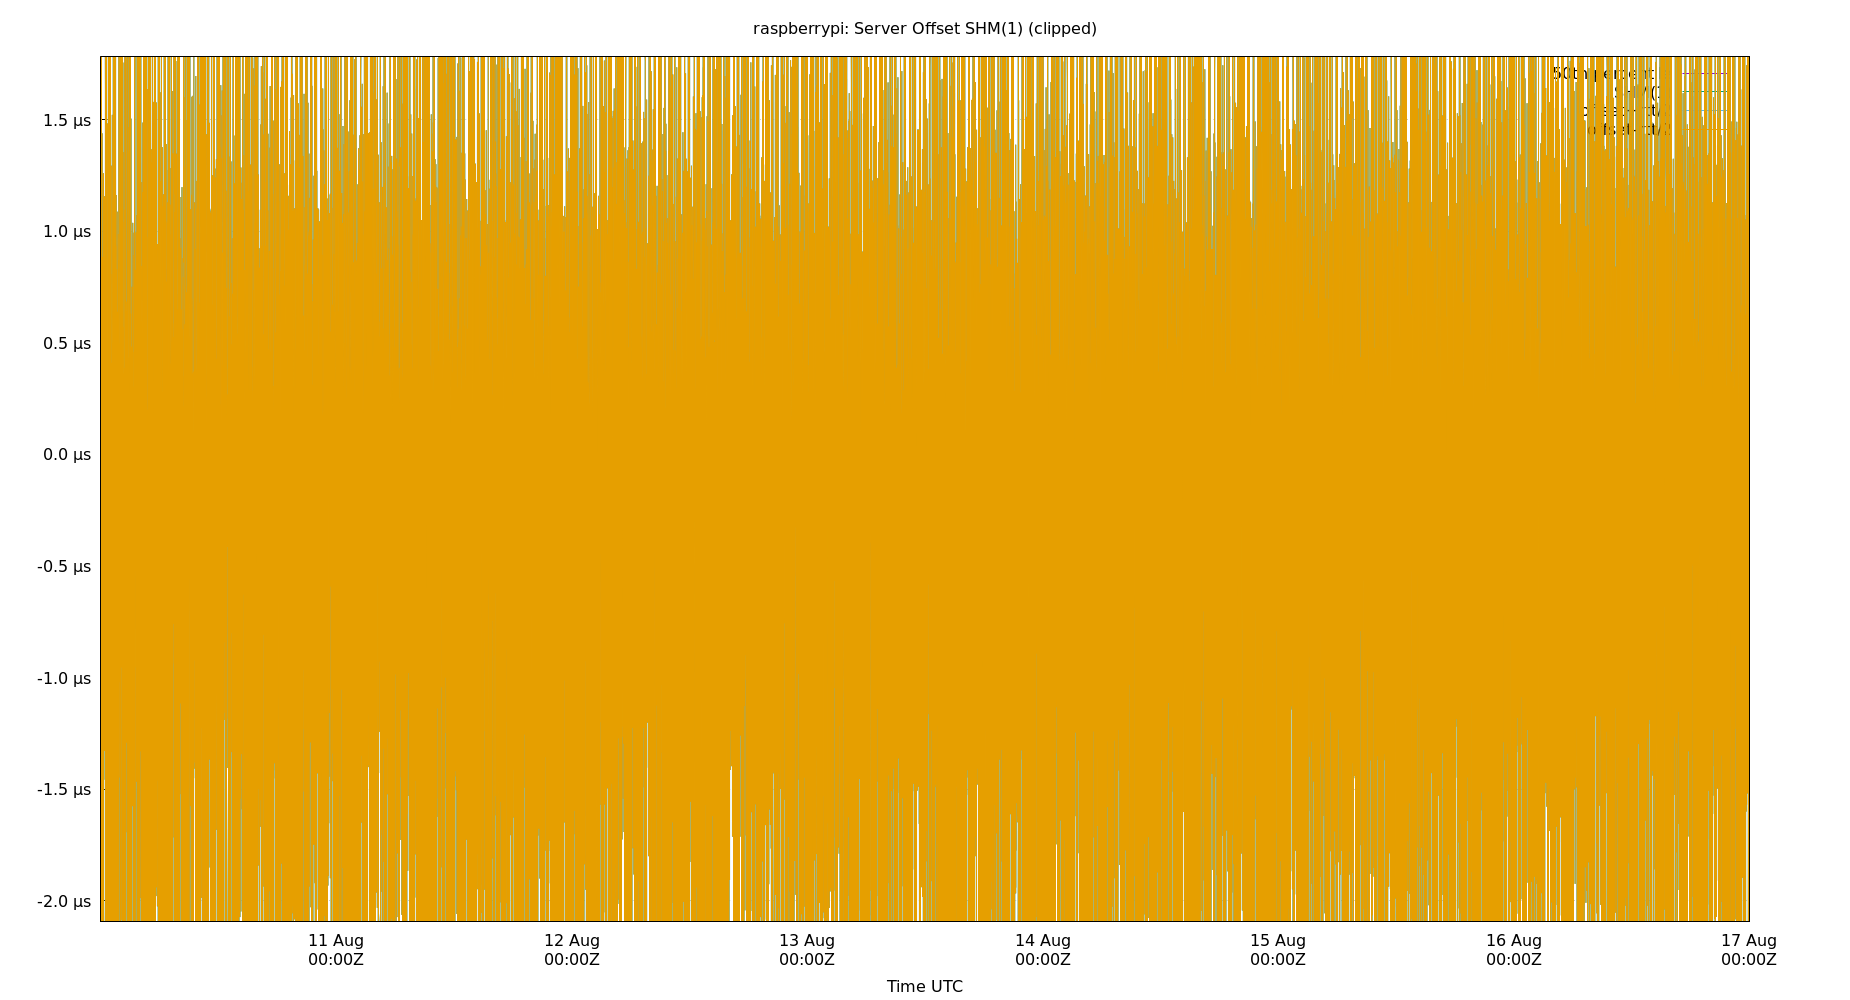 raspberrypi: Server Offset SHM(1) (clipped)
1.5 µs
1.0 µs
0.5 µs
0.0 µs
-0.5 µs
-1.0 µs
-1.5 µs
-2.0 µs
11 Aug 12 Aug 13 Aug 14 Aug 15 Aug 16 Aug 17 Aug
00:00Z 00:00Z 00:00Z 00:00Z 00:00Z 00:00Z 00:00Z
Time UTC